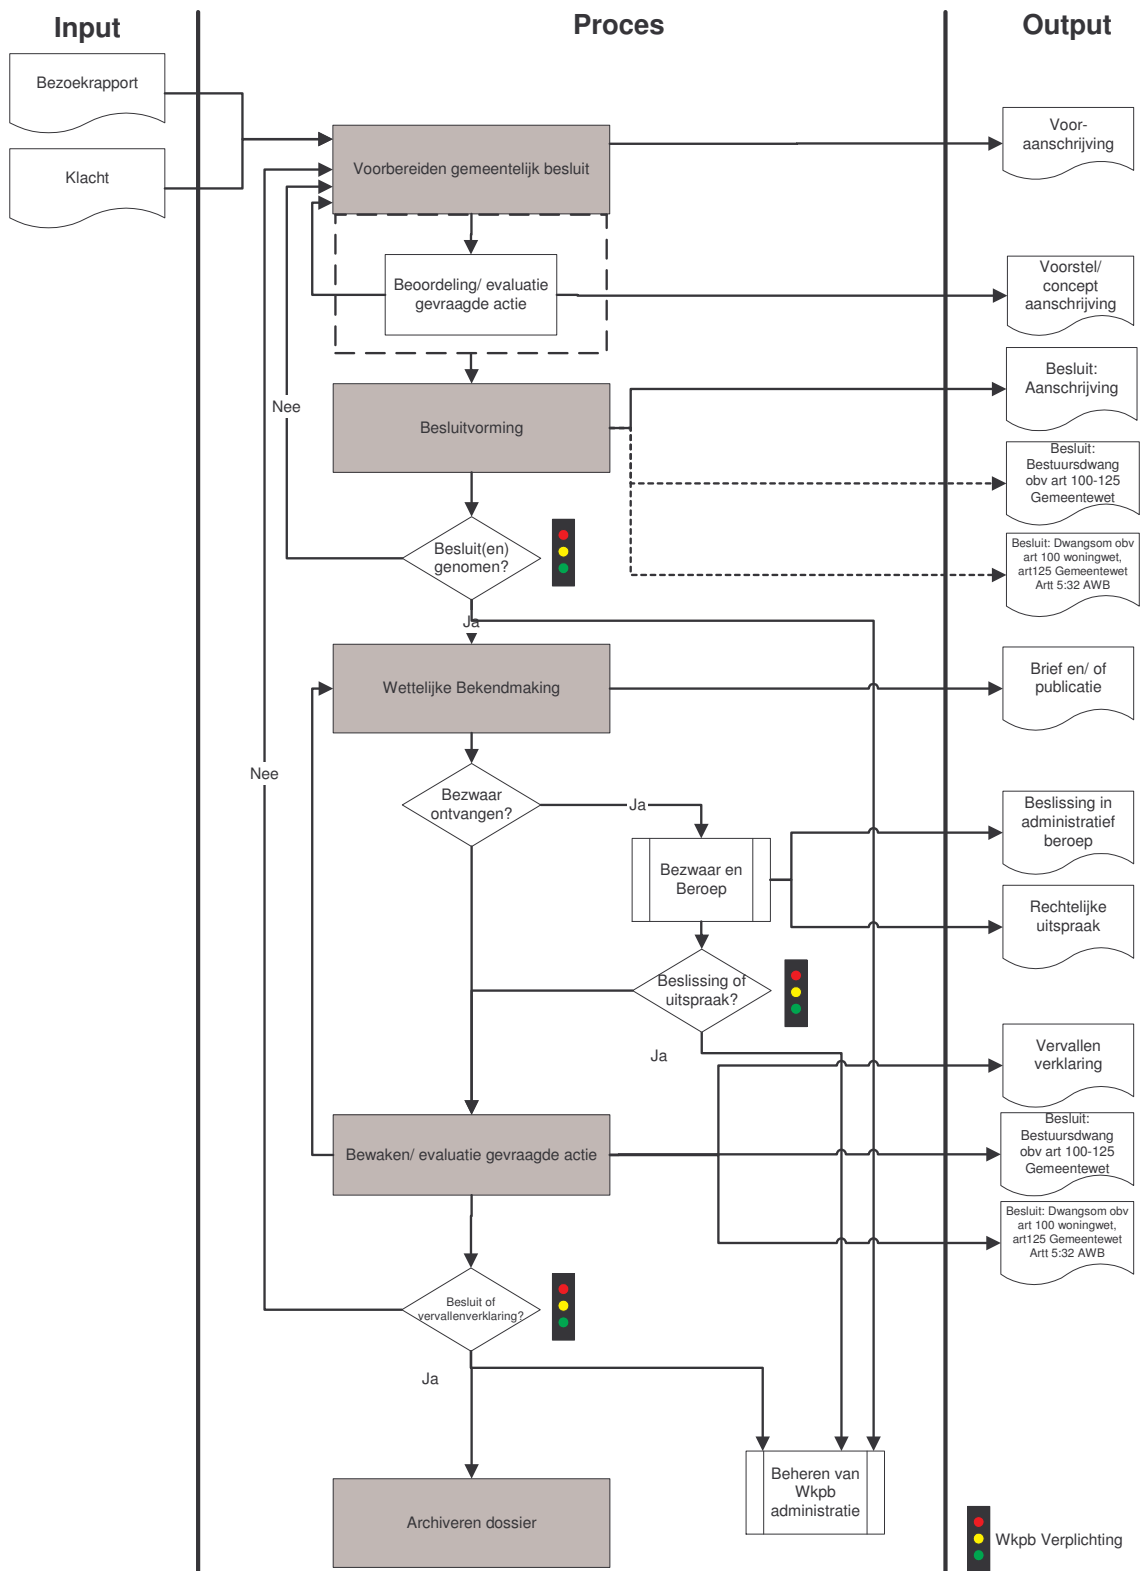 Input
Proces
Output
Bezoekrapport
Klacht
Voorbereiden gemeentelijk besluit
Voor-
aanschrijving
Beoordeling/ evaluatie
gevraagde actie
Voorstel/
concept
aanschrijving
Nee
Besluitvorming
Besluit:
Aanschrijving
Besluit:
Bestuursdwang
obv art 100-125
Gemeentewet
Besluit(en)
genomen?
Besluit: Dwangsom obv
art 100 woningwet,
art125 Gemeentewet
Artt 5:32 AWB
Ja
Wettelijke Bekendmaking
Brief en/ of
publicatie
Nee
Bezwaar
ontvangen?
Ja
Bezwaar en
Beroep
Beslissing in
administratief
beroep
Rechtelijke
uitspraak
Beslissing of
uitspraak?
Ja
Vervallen
verklaring
Bewaken/ evaluatie gevraagde actie
Besluit:
Bestuursdwang
obv art 100-125
Gemeentewet
Besluit: Dwangsom obv
art 100 woningwet,
art125 Gemeentewet
Artt 5:32 AWB
Besluit of
vervallenverklaring?
Ja
Beheren van
Wkpb
administratie
Archiveren dossier
Wkpb Verplichting